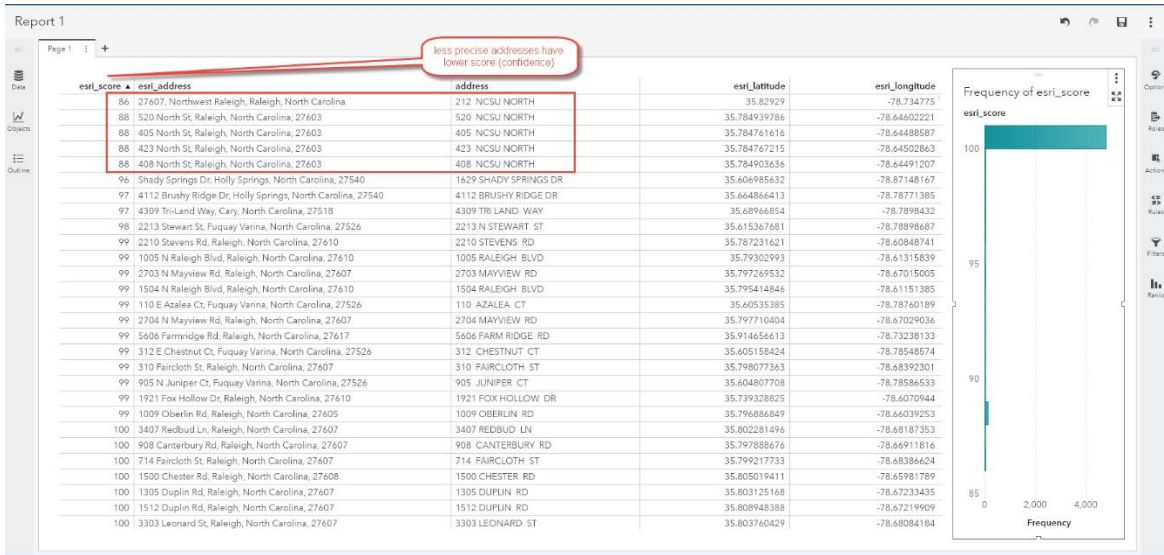 Report 1
Page 1 +
Data
Objects
Outline
less precise addresses have
lower score (confidence)
esri_score esri_address address esri_latitude esri_longitude
86 27607, Northwest Raleigh, Raleigh, North Carolina 212 NCSU NORTH 35.82929 -78.734775
88 520 North St, Raleigh, North Carolina, 27603 520 NCSU NORTH 35.784939786 -78.64602221
88 405 North St, Raleigh, North Carolina, 27603 405 NCSU NORTH 35.784761616 -78.64488587
88 423 North St, Raleigh, North Carolina, 27603 423 NCSU NORTH 35.784767215 -78.64502863
88 408 North St, Raleigh, North Carolina, 27603 408 NCSU NORTH 35.784903636 -78.64491207
96 Shady Springs Dr, Holly Springs, North Carolina, 27540 1629 SHADY SPRINGS DR 35.606985632 -78.87148167
97 4112 Brushy Ridge Dr, Holly Springs, North Carolina, 27540 4112 BRUSHY RIDGE DR 35.664866413 -78.78771385
97 4309 Tri-Land Way, Cary, North Carolina, 27518 4309 TRI LAND WAY 35.68966854 -78.7898432
98 2213 Stewart St, Fuquay Varina, North Carolina, 27526 2213 N STEWART ST 35.615367681 -78.78898687
99 2210 Stevens Rd, Raleigh, North Carolina, 27610 2210 STEVENS RD 35.787231621 -78.60848741
99 1005 N Raleigh Blvd, Raleigh, North Carolina, 27610 1005 RALEIGH BLVD 35.79302993 -78.61315839
99 2703 N Mayview Rd, Raleigh, North Carolina, 27607 2703 MAYVIEW RD 35.797269532 -78.67015005
99 1504 N Raleigh Blvd, Raleigh, North Carolina, 27610 1504 RALEIGH BLVD 35.795414846 -78.61151385
99 110 E Azalea Ct, Fuquay Varina, North Carolina, 27526 110 AZALEA CT 35.60535385 -78.78760189
99 2704 N Mayview Rd, Raleigh, North Carolina, 27607 2704 MAYVIEW RD 35.797710404 -78.67029036
99 5606 Farmridge Rd, Raleigh, North Carolina, 27617 5606 FARM RIDGE RD 35.914656613 -78.73238133
99 312 E Chestnut Ct, Fuquay Varina, North Carolina, 27526 312 CHESTNUT CT 35.605158424 -78.78548574
99 310 Faircloth St, Raleigh, North Carolina, 27607 310 FAIRCLOTH ST 35.798077363 -78.68392301
99 905 N Juniper Ct, Fuquay Varina, North Carolina, 27526 905 JUNIPER CT 35.604807708 -78.78586533
99 1921 Fox Hollow Dr, Raleigh, North Carolina, 27610 1921 FOX HOLLOW DR 35.739328825 -78.6070944
99 1009 Oberlin Rd, Raleigh, North Carolina, 27605 1009 OBERLIN RD 35.796886849 -78.66039253
100 3407 Redbud Ln, Raleigh, North Carolina, 27607 3407 REDBUD LN 35.802281496 -78.68187353
100 908 Canterbury Rd, Raleigh, North Carolina, 27607 908 CANTERBURY RD 35.797888676 -78.66911816
100 714 Faircloth St, Raleigh, North Carolina, 27607 714 FAIRCLOTH ST 35.799217733 -78.68386624
100 1500 Chester Rd, Raleigh, North Carolina, 27608 1500 CHESTER RD 35.805019411 -78.65981789
100 1305 Duplin Rd, Raleigh, North Carolina, 27607 1305 DUPLIN RD 35.803125168 -78.67233435
100 1512 Duplin Rd, Raleigh, North Carolina, 27607 1512 DUPLIN RD 35.808948388 -78.67219909
100 3303 Leonard St, Raleigh, North Carolina, 27607 3303 LEONARD ST 35.803760429 -78.68084184
Frequency of esri_score
esri_score
100
95
90
85
0 2,000 4,000
Frequency
Option
Roles
Action
Rules
Filters
Ranks